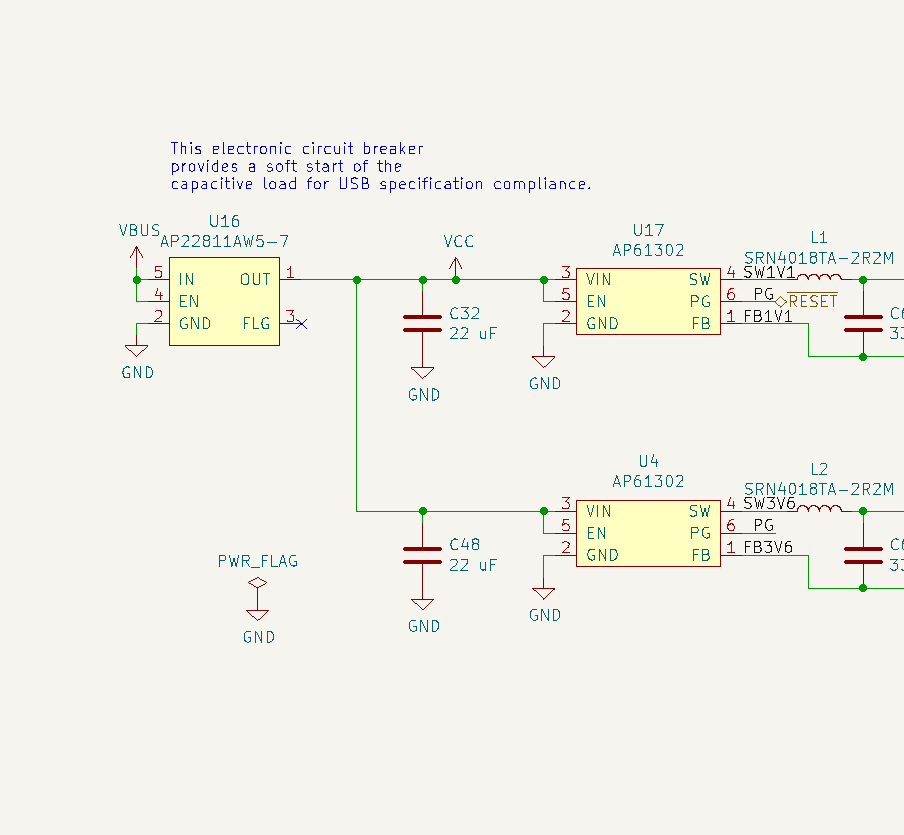 This electronic circuit breaker
provides a soft start of the
capacitive load for USB specification compliance.
U16
AP22811AW5-7
VBUS
5 IN OUT 1
4 EN
2 GND FLG 3
GND
VCC
C32
22 uF
GND
U17
AP61302
3 VIN SW 4 SW1V1
5 EN PG 6 PG RESET
2 GND FB 1 FB1V1
GND
L1
SRN4018TA-2R2M
C6
33
U4
AP61302
3 VIN SW 4 SW3V6
5 EN PG 6 PG
2 GND FB 1 FB3V6
GND
L2
SRN4018TA-2R2M
C6
33
C48
22 uF
GND
PWR_FLAG
GND